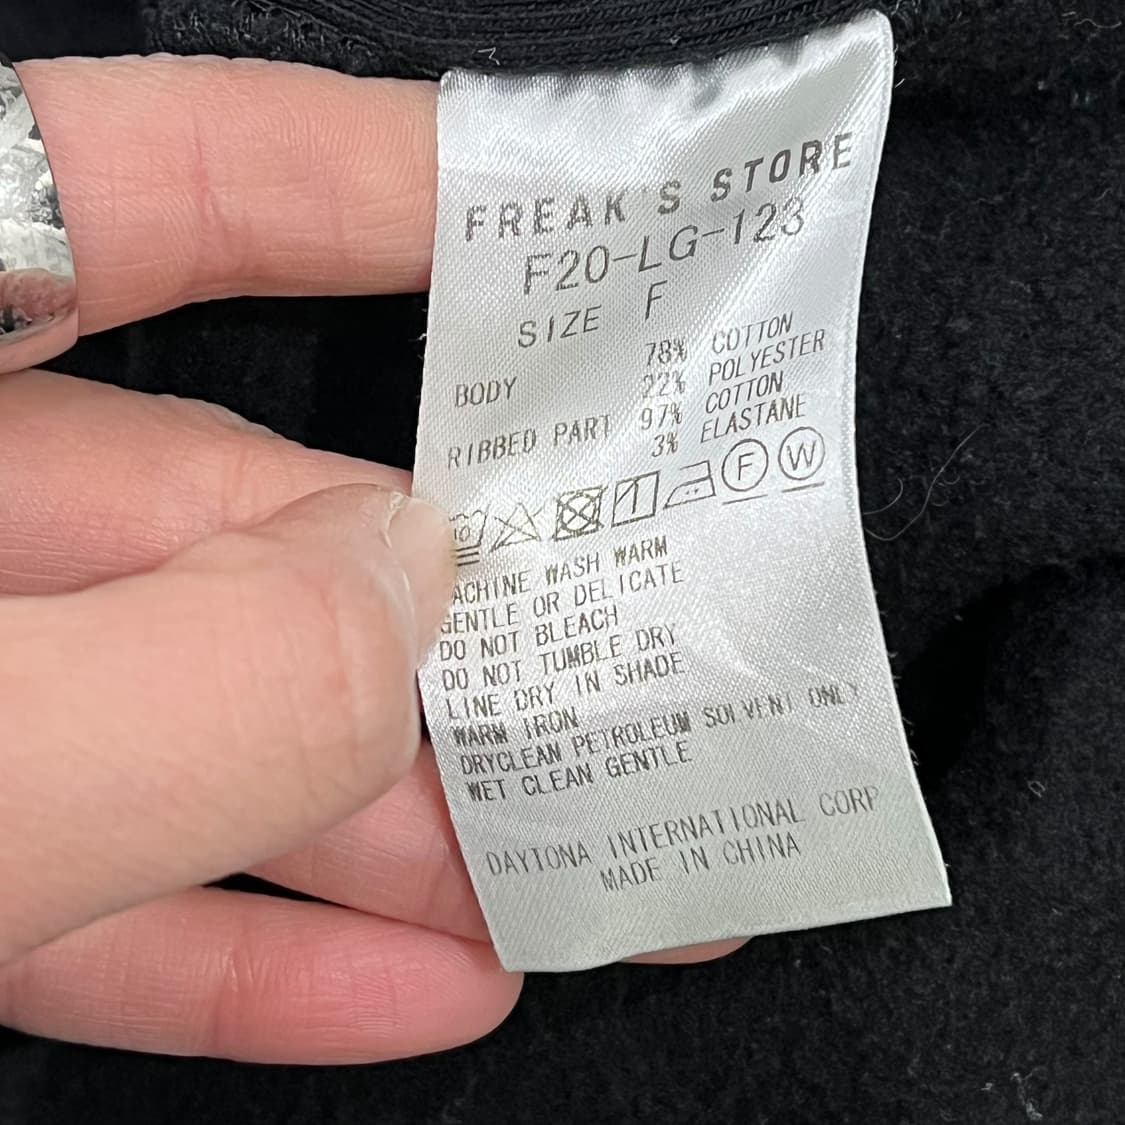 FREAK'S STORE
F20-LG-123
SIZE F
BODY 78% COTTON
22% POLYESTER
RIBBED PART 97% COTTON
3% ELASTANE
F W
ACHINE WASH WARM
GENTLE OR DELICATE
DO NOT BLEACH
DO NOT TUMBLE DRY
LINE DRY IN SHADE
WARM IRON
DRYCLEAN PETROLEUM SOLVENT ONLY
WET CLEAN GENTLE
DAYTONA INTERNATIONAL CORP
MADE IN CHINA